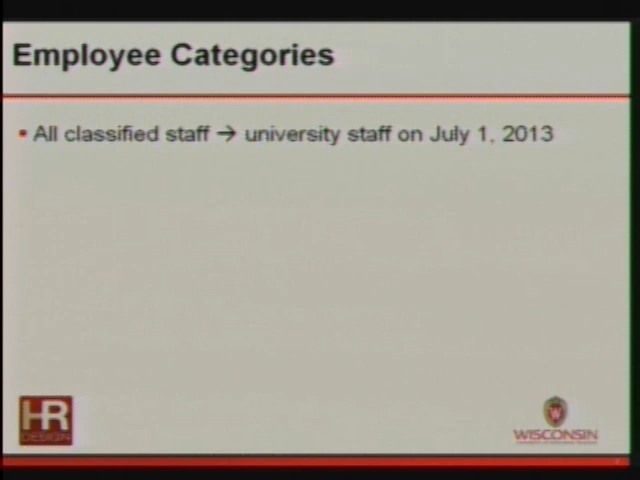 Employee Categories
• All classified staff → university staff on July 1, 2013
HR
DESIGN
W
WISCONSIN